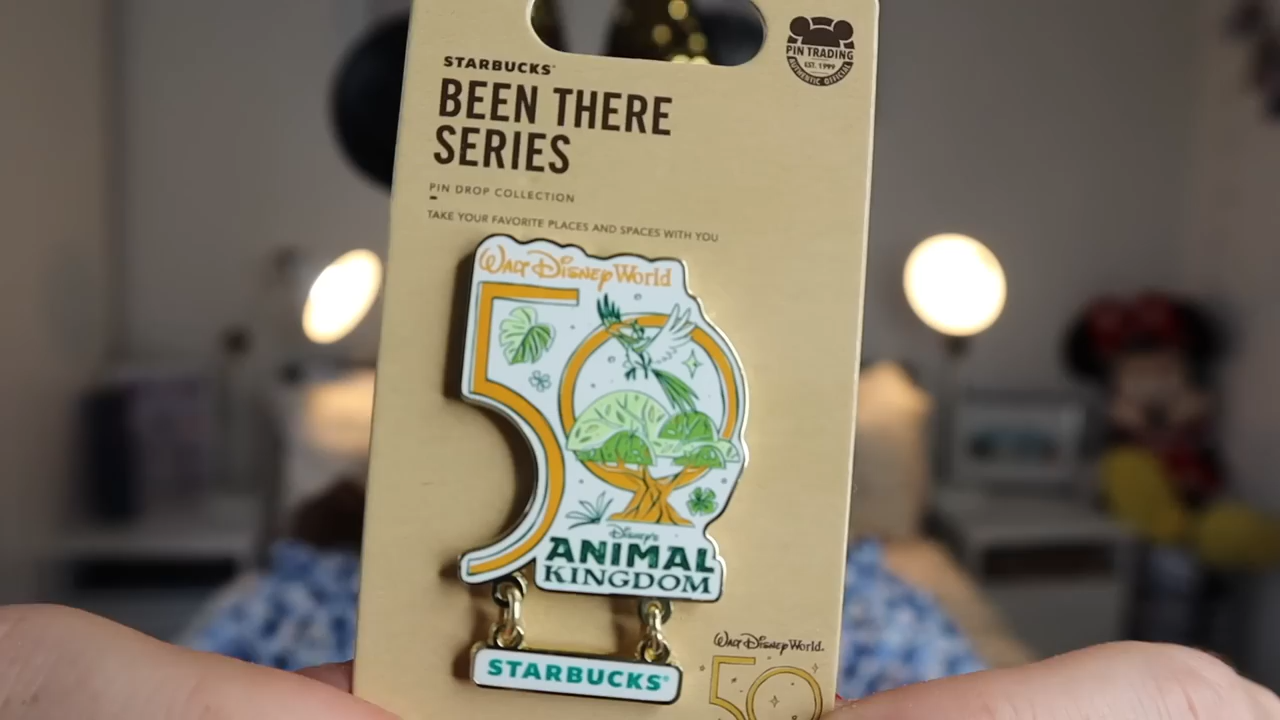 STARBUCKS®
BEEN THERE
SERIES
PIN DROP COLLECTION
TAKE YOUR FAVORITE PLACES AND SPACES WITH YOU
PIN TRADING
EST. 1999
AUTHENTIC OFFICIAL
WALT DISNEY World
50
Disney's
ANIMAL
KINGDOM
STARBUCKS®
WALT DISNEY World.
50